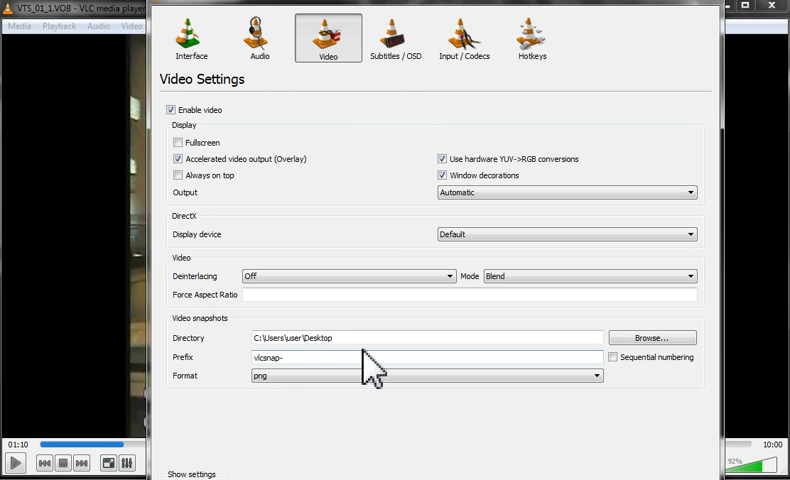 VTS_01_1.VOB - VLC media player
Media Playback Audio Video
Interface Audio Video Subtitles / OSD Input / Codecs Hotkeys
Video Settings
Enable video
Display
Fullscreen
Accelerated video output (Overlay) Use hardware YUV->RGB conversions
Always on top Window decorations
Output Automatic
DirectX
Display device Default
Video
Deinterlacing Off Mode Blend
Force Aspect Ratio
Video snapshots
Directory C:\Users\user\Desktop Browse...
Prefix vlcsnap- Sequential numbering
Format png
01:10 10:00
92%
Show settings